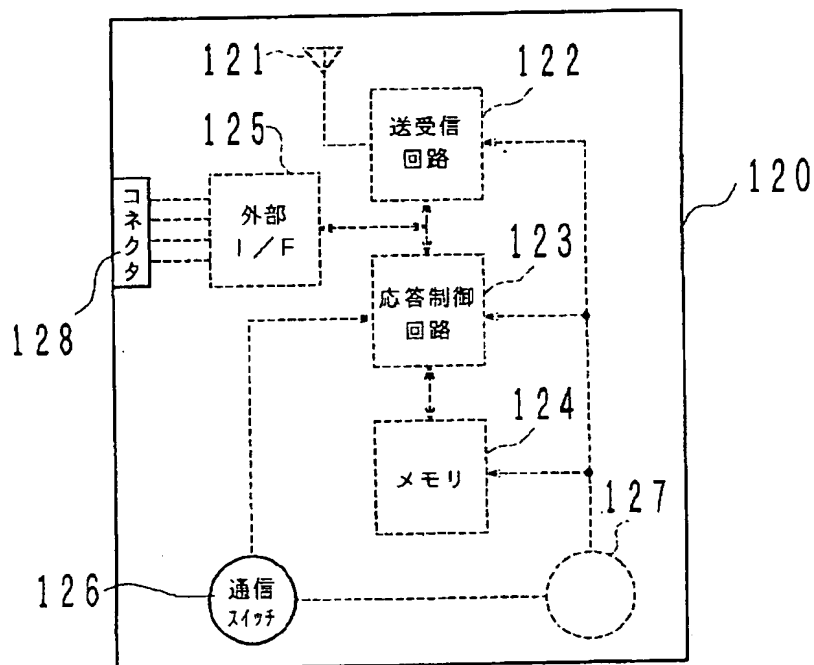 121
122
送受信
回路
125
120
コネクタ
外部
I/F
123
応答制御
回路
128
124
メモリ
127
126
通信
スイッチ